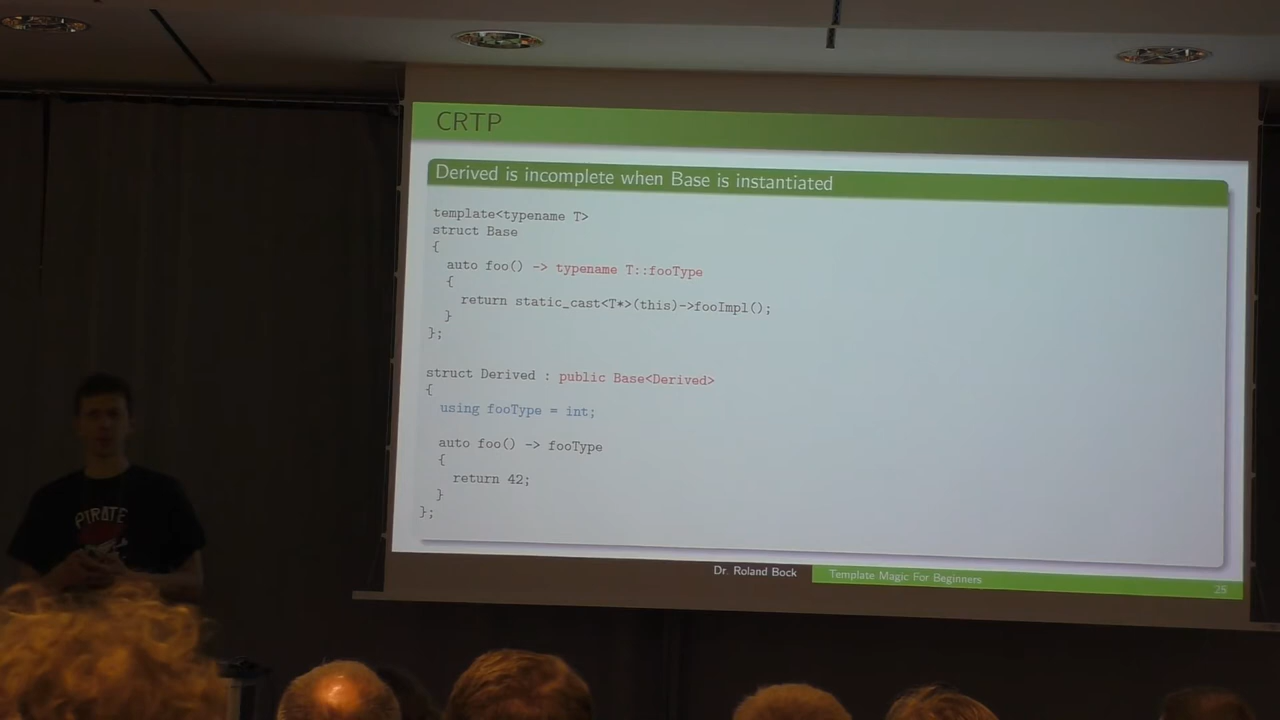 CRTP
Derived is incomplete when Base is instantiated
template<typename T>
struct Base
{
auto foo() -> typename T::fooType
{
return static_cast<T*>(this)->fooImpl();
}
};
struct Derived : public Base<Derived>
{
using fooType = int;
auto foo() -> fooType
{
return 42;
}
};
Dr. Roland Bock
Template Magic For Beginners
25
PIRATE